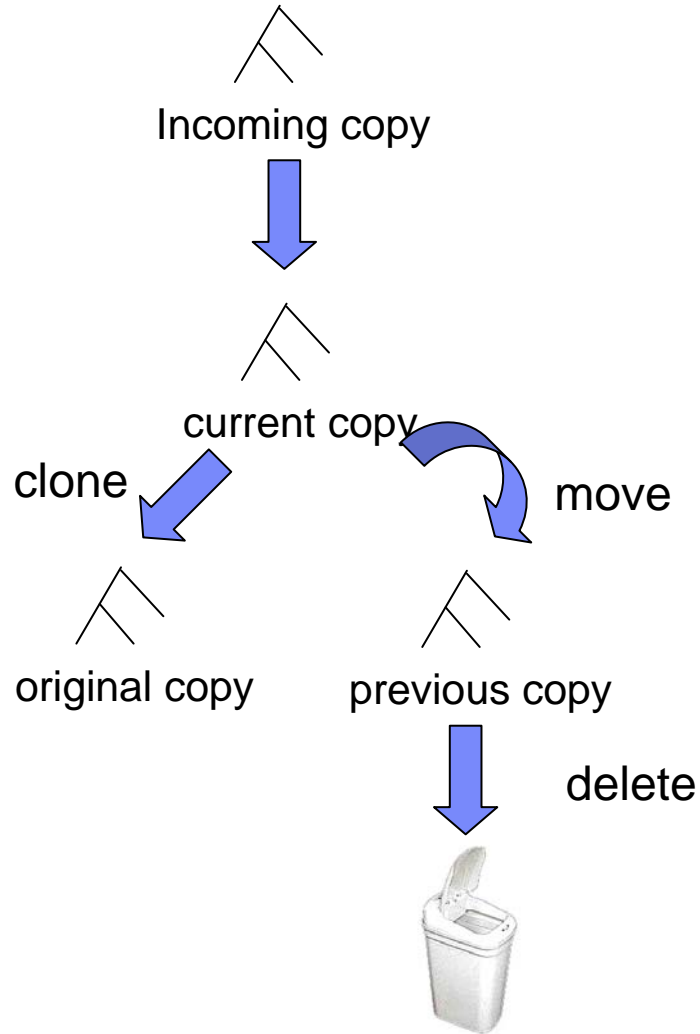 Incoming copy
current copy
clone
move
original copy
previous copy
delete